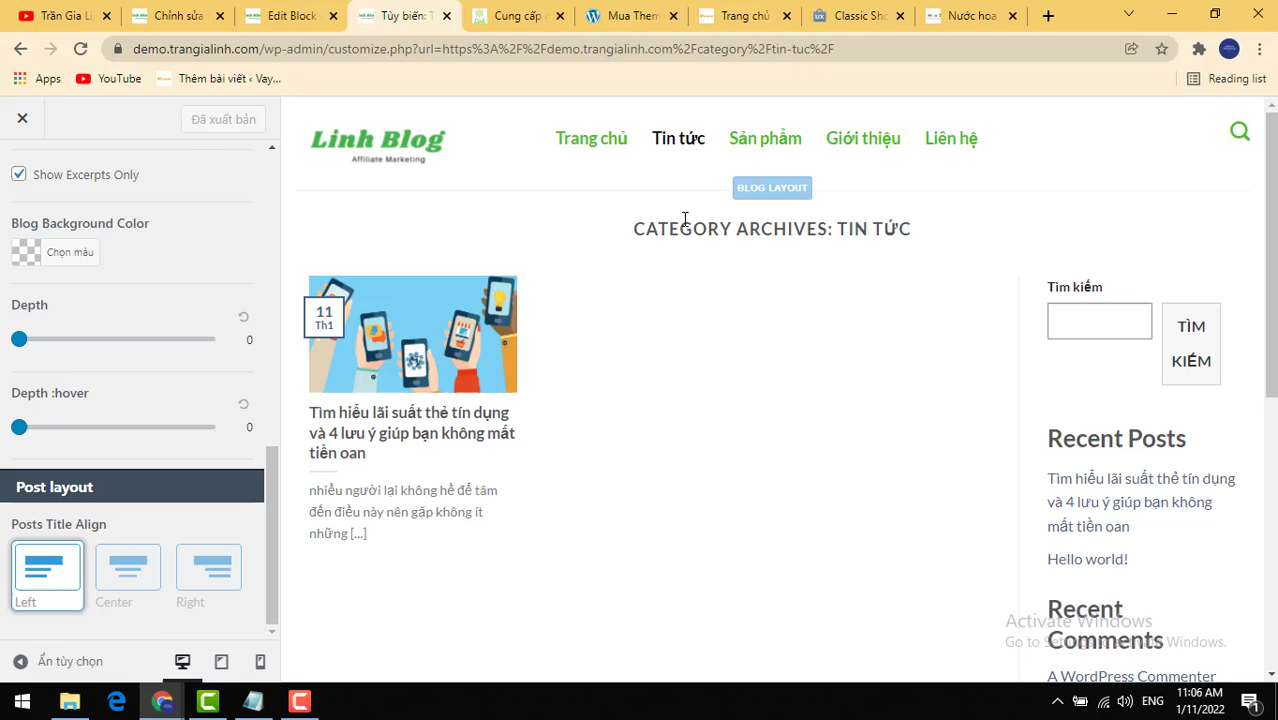 Trần Gia L
Chỉnh sửa
Edit Block
Tùy biến: T
Cung cấp
Mua Them
Trang chủ
UX
Classic Sho
Nước hoa
demo.trangialinh.com/wp-admin/customize.php?url=https%3A%2F%2Fdemo.trangialinh.com%2Fcategory%2Ftin-tuc%2F
Apps
YouTube
Thêm bài viết ‹ Vay...
Reading list
Đã xuất bản
Show Excerpts Only
Blog Background Color
Chọn màu
Depth
0
Depth :hover
0
Post layout
Posts Title Align
Left
Center
Right
Ẩn tùy chọn
Linh Blog
Affiliate Marketing
Trang chủ
Tin tức
Sản phẩm
Giới thiệu
Liên hệ
BLOG LAYOUT
CATEGORY ARCHIVES: TIN TỨC
11
Th1
Tìm hiểu lãi suất thẻ tín dụng
và 4 lưu ý giúp bạn không mất
tiền oan
nhiều người lại không hề để tâm
đến điều này nên gặp không ít
những [...]
Tìm kiếm
TÌM
KIẾM
Recent Posts
Tìm hiểu lãi suất thẻ tín dụng
và 4 lưu ý giúp bạn không
mất tiền oan
Hello world!
Recent
Comments
A WordPress Commenter
Activate Windows
Go to Settings to activate Windows.
ENG
11:06 AM
1/11/2022
1